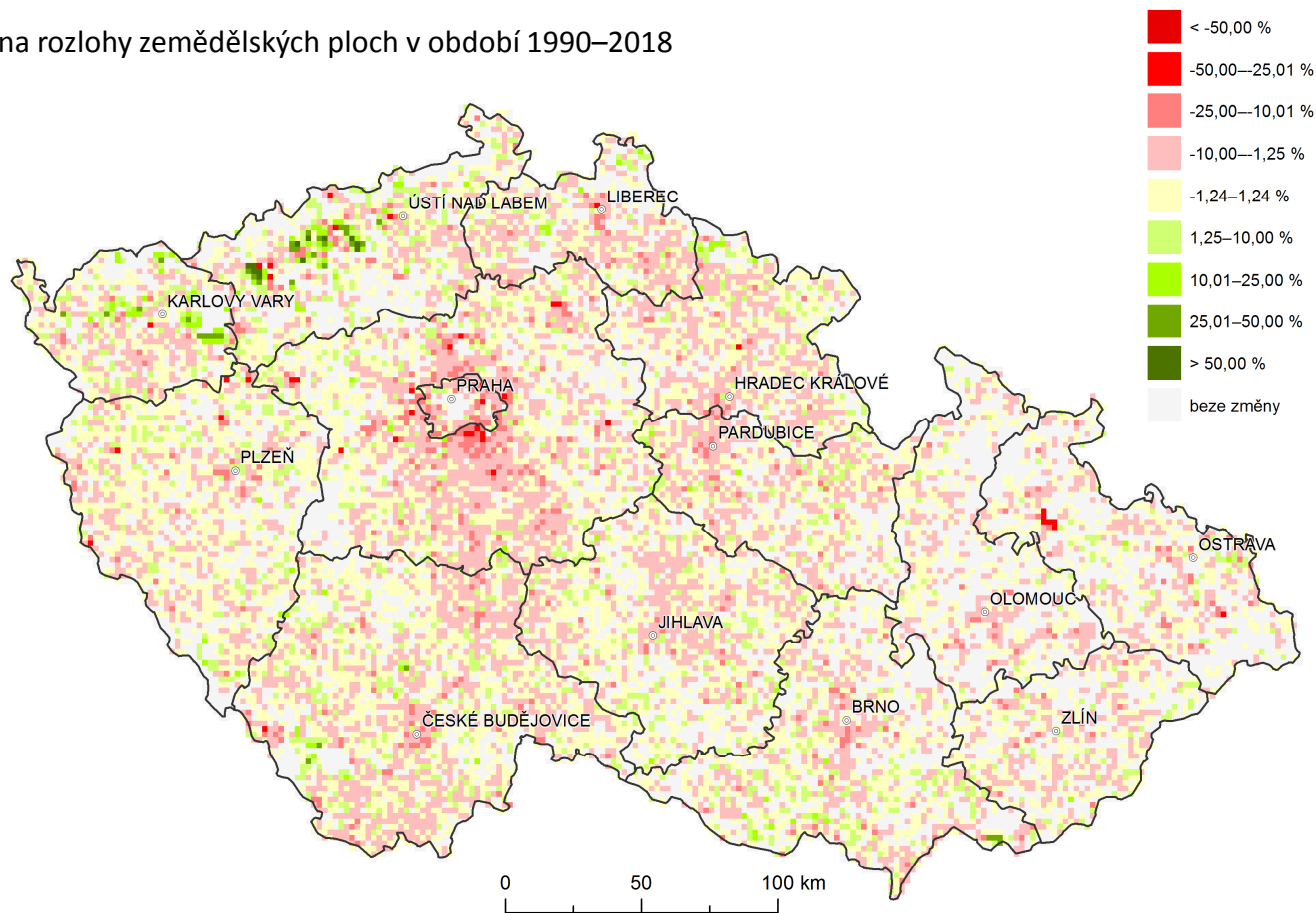 na rozlohy zemědělských ploch v období 1990–2018
< -50,00 %
-50,00–-25,01 %
-25,00–-10,01 %
-10,00–-1,25 %
-1,24–1,24 %
1,25–10,00 %
10,01–25,00 %
25,01–50,00 %
> 50,00 %
beze změny
ÚSTÍ NAD LABEM
LIBEREC
KARLOVY VARY
PRAHA
HRADEC KRÁLOVÉ
PARDUBICE
PLZEŇ
OSTRAVA
OLOMOUC
JIHLAVA
ČESKÉ BUDĚJOVICE
BRNO
ZLÍN
0 50 100 km